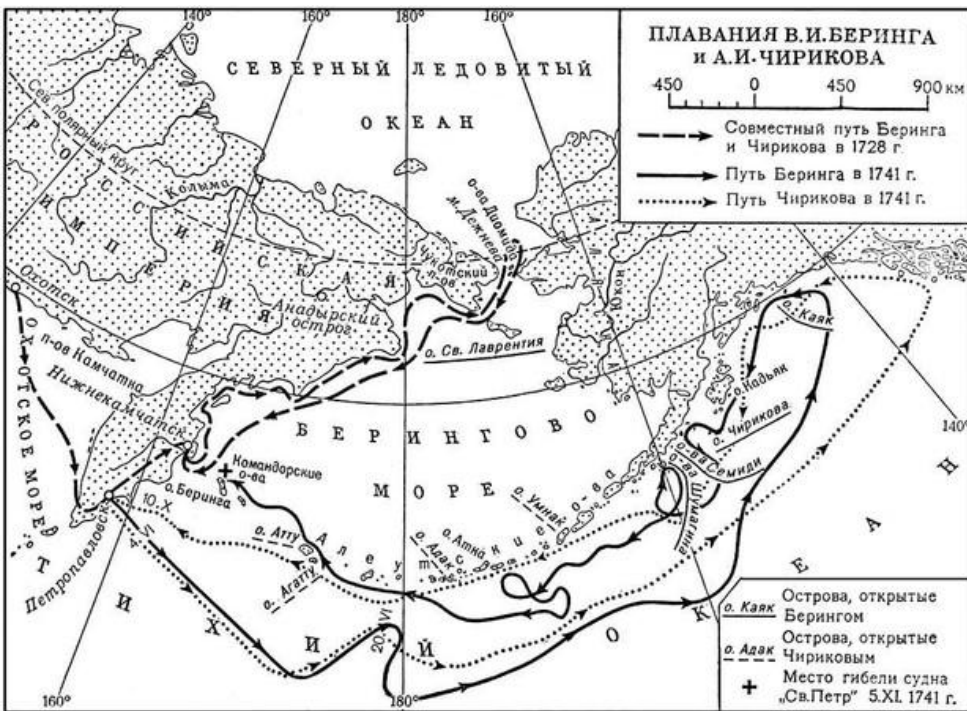 140°
160°
180°
160°
ПЛАВАНИЯ В.И.БЕРИНГА
и А.И.ЧИРИКОВА
450 0 450 900 км
Совместный путь Беринга
и Чирикова в 1728 г.
Путь Беринга в 1741 г.
Путь Чирикова в 1741 г.
СЕВЕРНЫЙ ЛЕДОВИТЫЙ
ОКЕАН
Сев. полярный круг
РОССИЙСКАЯ
ИМПЕРИЯ
Колыма
о-ва Диомида
м. Дежнева
Чукотский
п-ов
Анадырский
острог
Юкон
Охотск
ОХОТСКОЕ МОРЕ
п-ов Камчатка
Нижнекамчатск
о. Св. Лаврентия
о. Каяк
о. Кадьяк
о. Чирикова
о-ва Семиди
о-ва Шумагина
БЕРИНГОВО
МОРЕ
Командорские
о-ва
о. Беринга
10.X
4.VI
Петропавловск
о. Атту
о. Агатту
Алеутские о-ва
о. Адак
о. Атка
о. Умнак
20.VI
ТИХИЙ ОКЕАН
140°
160°
180°
о. Каяк Острова, открытые
Берингом
о. Адак Острова, открытые
Чириковым
+ Место гибели судна
„Св.Петр" 5.XI. 1741 г.